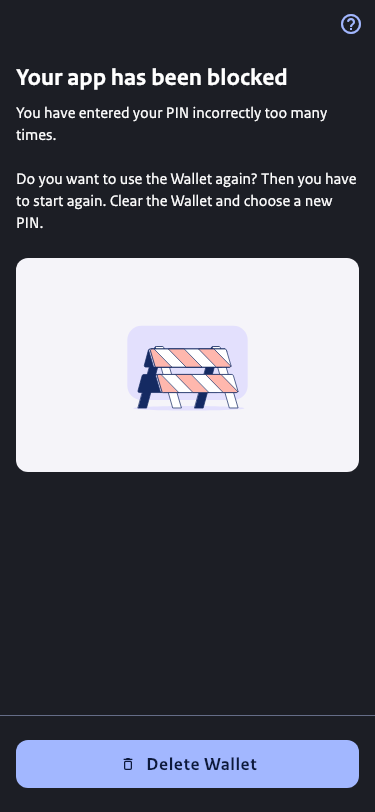 Your app has been blocked
You have entered your PIN incorrectly too many
times.
Do you want to use the Wallet again? Then you have
to start again. Clear the Wallet and choose a new
PIN.
Delete Wallet